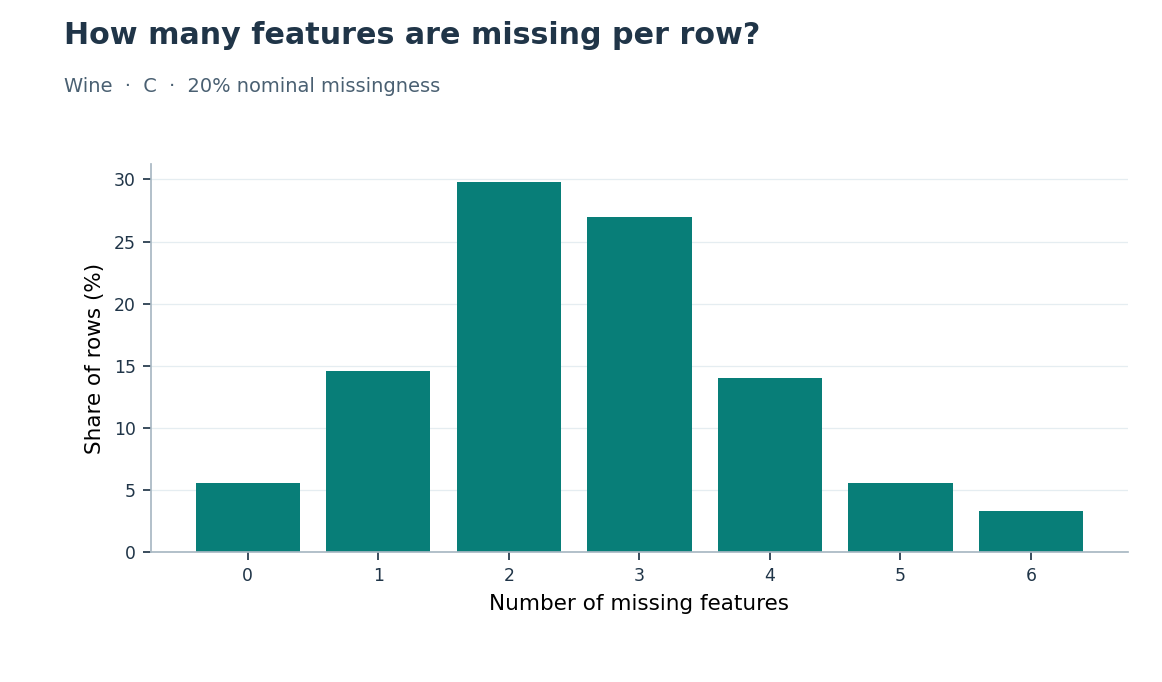 How many features are missing per row?
Wine · C · 20% nominal missingness
30
25
20
15
10
5
0
Share of rows (%)
0 1 2 3 4 5 6
Number of missing features